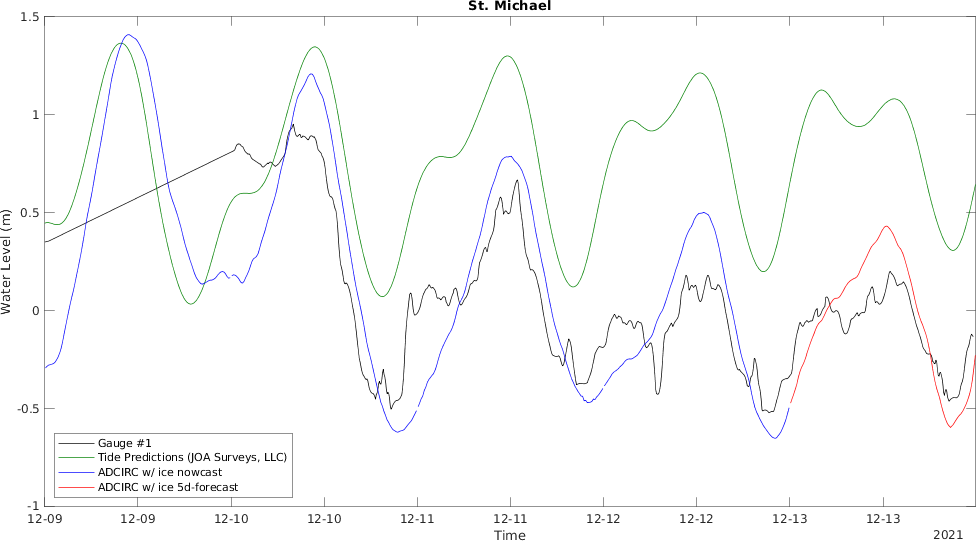 St. Michael
Water Level (m)
1.5
1
0.5
0
-0.5
-1
Gauge #1
Tide Predictions (JOA Surveys, LLC)
ADCIRC w/ ice nowcast
ADCIRC w/ ice 5d-forecast
12-09 12-09 12-10 12-10 12-11 12-11 12-12 12-12 12-13 12-13
Time
2021